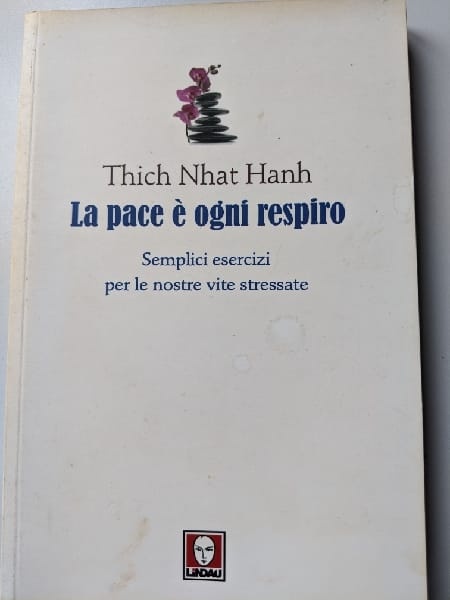 Thich Nhat Hanh
La pace è ogni respiro
Semplici esercizi
per le nostre vite stressate
LiNDAU